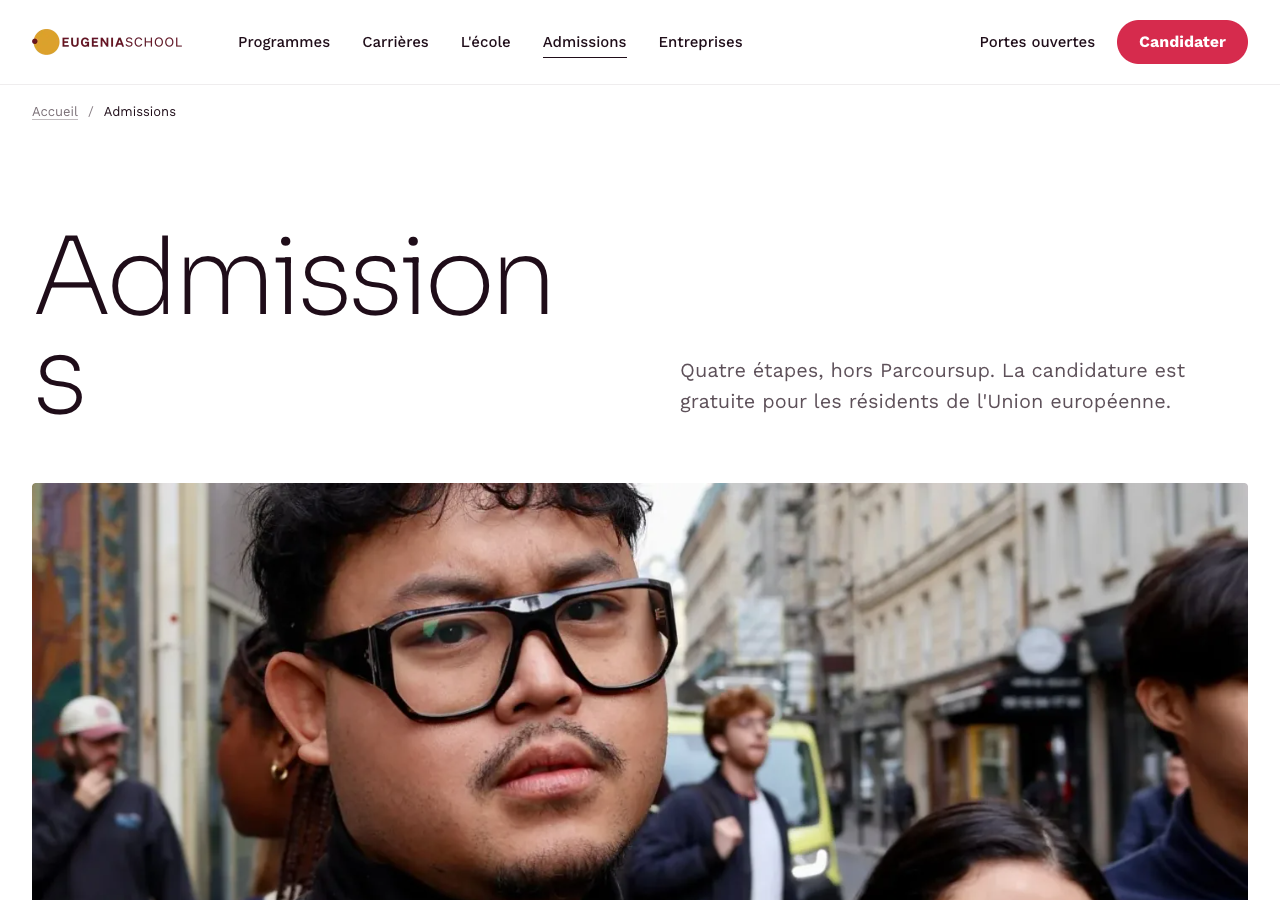 EUGENIASCHOOL
Programmes
Carrières
L'école
Admissions
Entreprises
Portes ouvertes
Candidater
Accueil / Admissions
Admission
s
Quatre étapes, hors Parcoursup. La candidature est
gratuite pour les résidents de l'Union européenne.